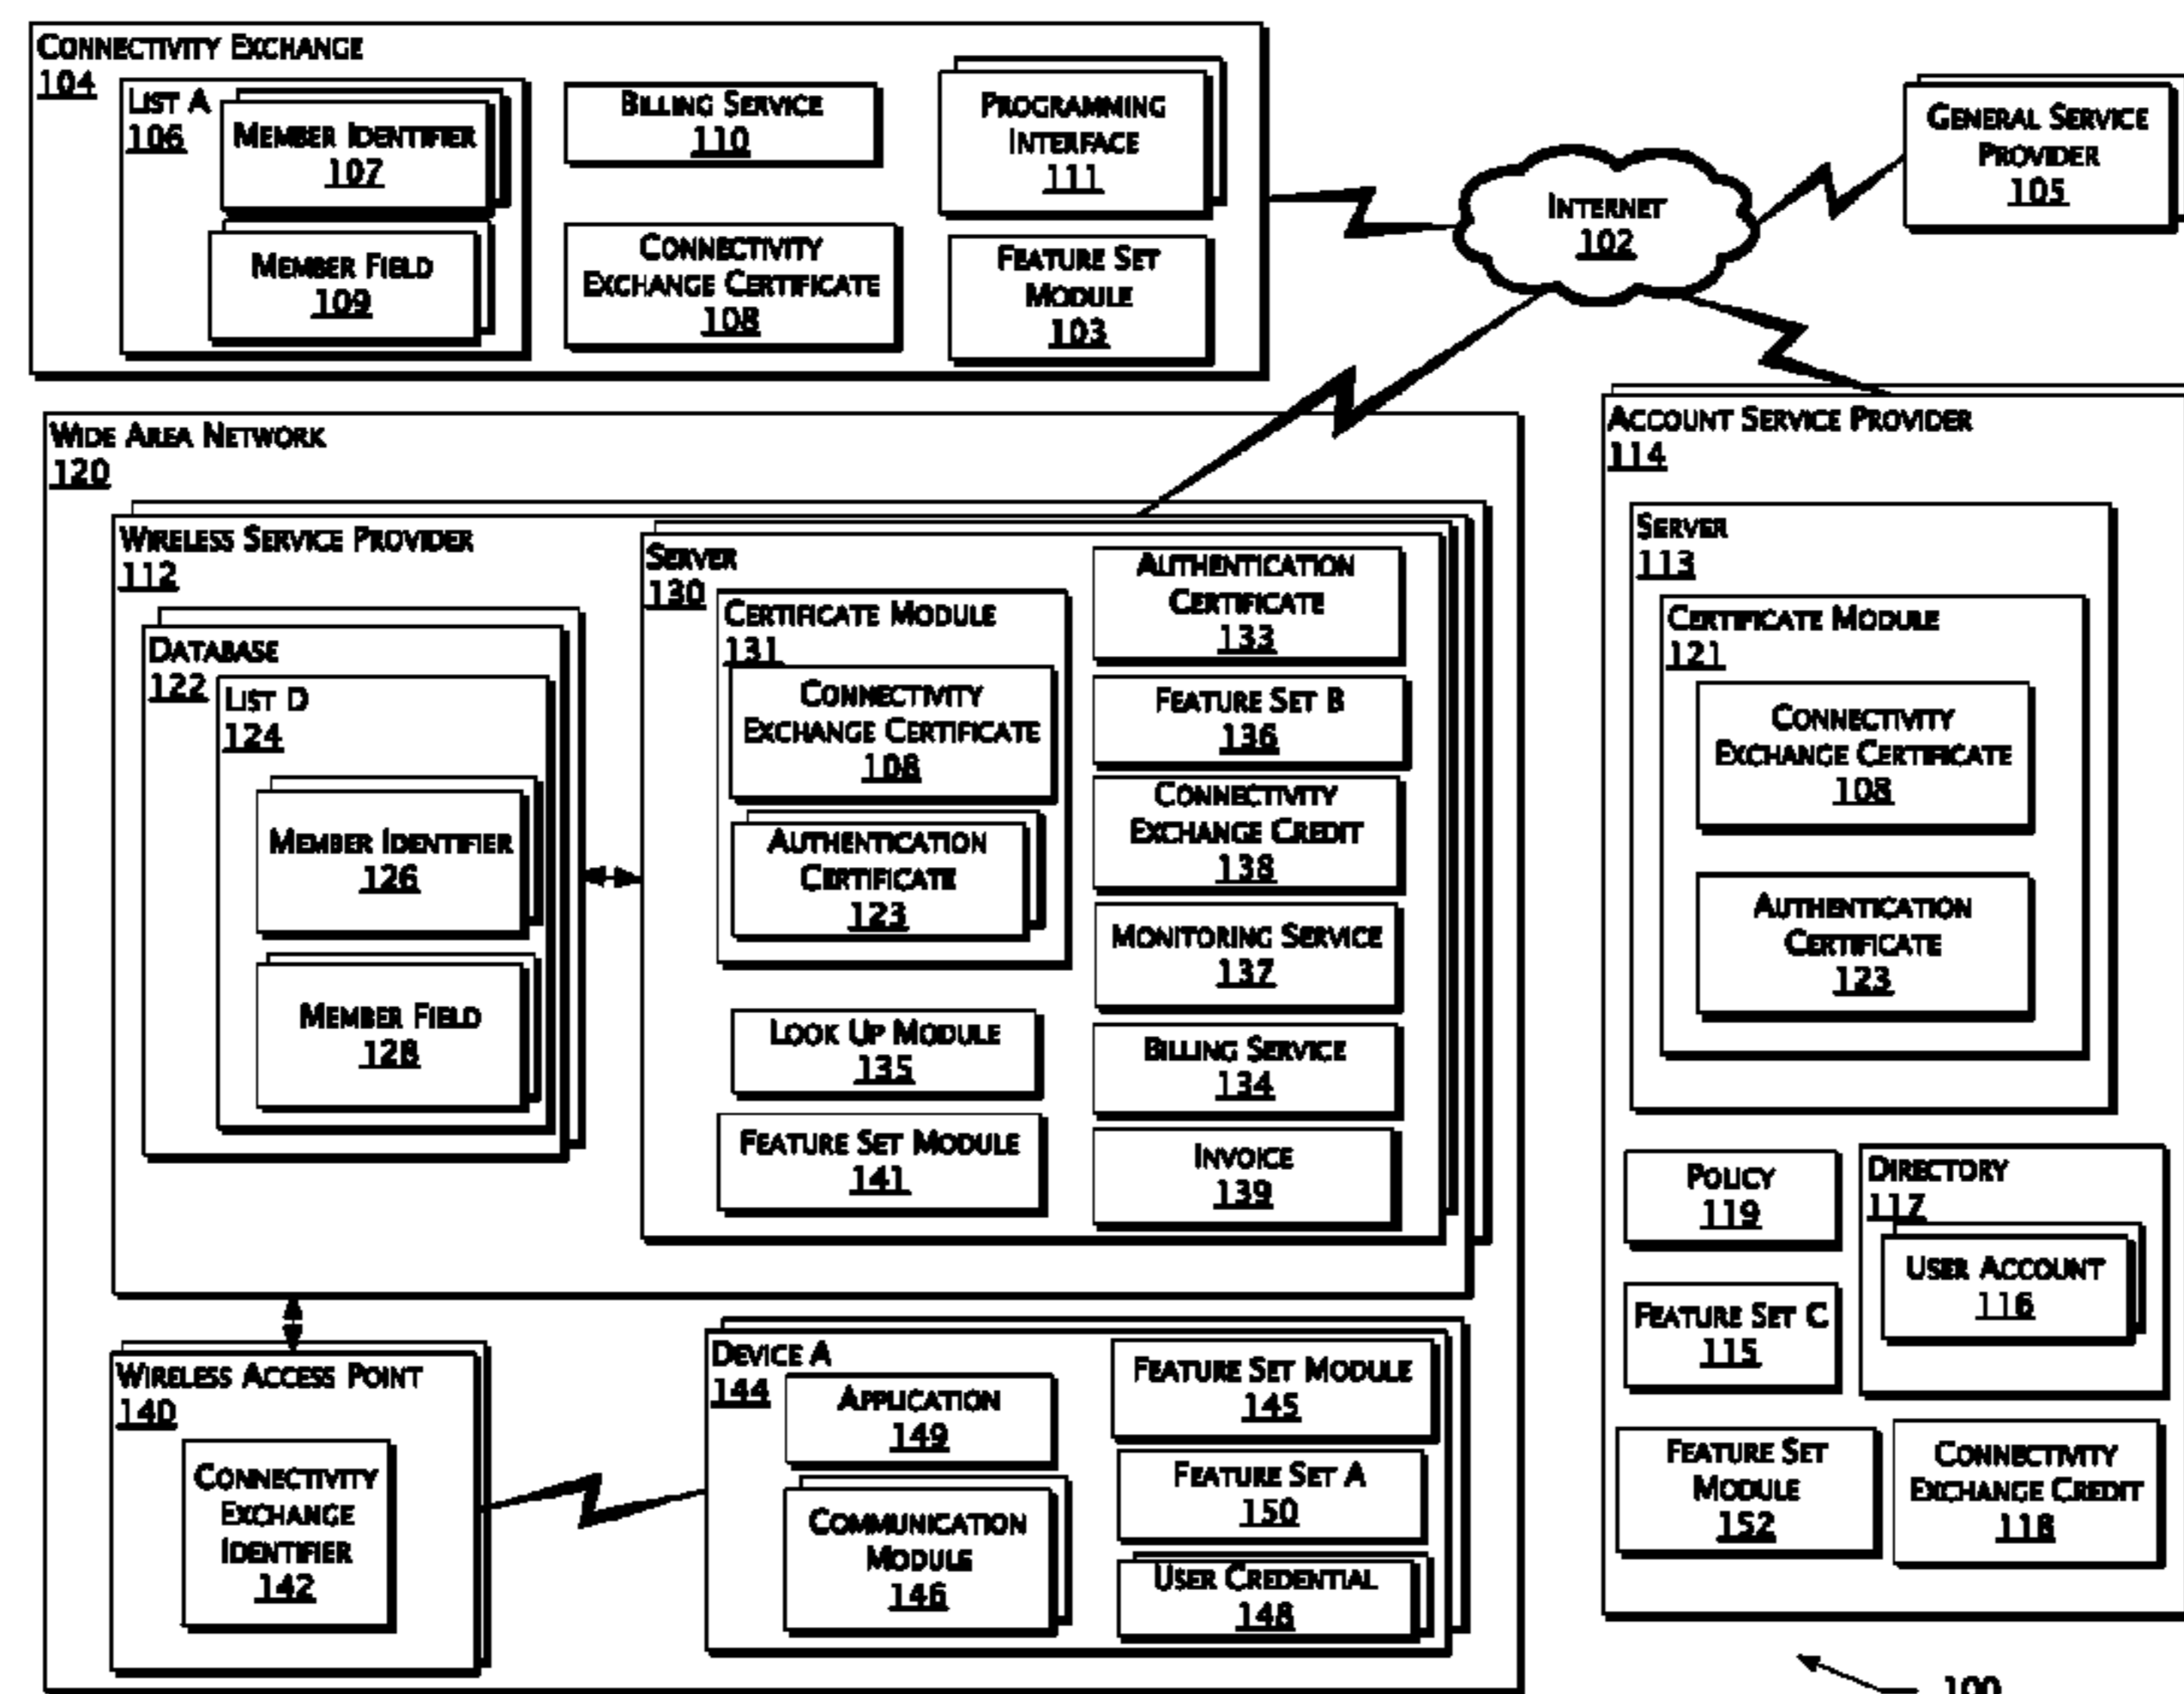 CONNECTIVITY EXCHANGE
104
LIST A
106
MEMBER IDENTIFIER
107
MEMBER FIELD
109
BILLING SERVICE
110
CONNECTIVITY
EXCHANGE CERTIFICATE
108
PROGRAMMING
INTERFACE
111
FEATURE SET
MODULE
103
INTERNET
102
GENERAL SERVICE
PROVIDER
105
WIDE AREA NETWORK
120
WIRELESS SERVICE PROVIDER
112
DATABASE
122
LIST D
124
MEMBER IDENTIFIER
126
MEMBER FIELD
128
SERVER
130
CERTIFICATE MODULE
131
CONNECTIVITY
EXCHANGE CERTIFICATE
108
AUTHENTICATION
CERTIFICATE
123
LOOK UP MODULE
135
FEATURE SET MODULE
141
AUTHENTICATION
CERTIFICATE
133
FEATURE SET B
136
CONNECTIVITY
EXCHANGE CREDIT
138
MONITORING SERVICE
137
BILLING SERVICE
134
INVOICE
139
WIRELESS ACCESS POINT
140
CONNECTIVITY
EXCHANGE
IDENTIFIER
142
DEVICE A
144
APPLICATION
149
COMMUNICATION
MODULE
146
FEATURE SET MODULE
145
FEATURE SET A
150
USER CREDENTIAL
148
ACCOUNT SERVICE PROVIDER
114
SERVER
113
CERTIFICATE MODULE
121
CONNECTIVITY
EXCHANGE CERTIFICATE
108
AUTHENTICATION
CERTIFICATE
123
POLICY
119
DIRECTORY
117
USER ACCOUNT
116
FEATURE SET C
115
FEATURE SET
MODULE
152
CONNECTIVITY
EXCHANGE CREDIT
118
100